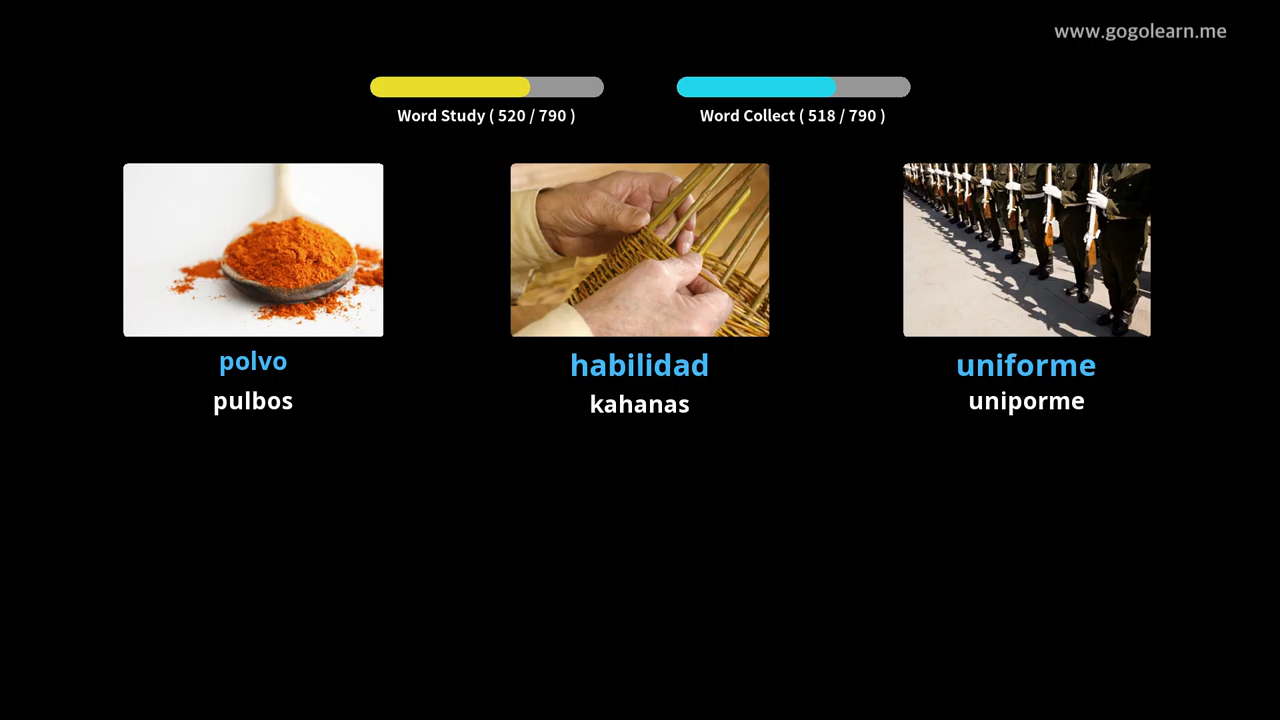 www.gogolearn.me
Word Study ( 520 / 790 )
Word Collect ( 518 / 790 )
polvo
pulbos
habilidad
kahanas
uniforme
uniporme